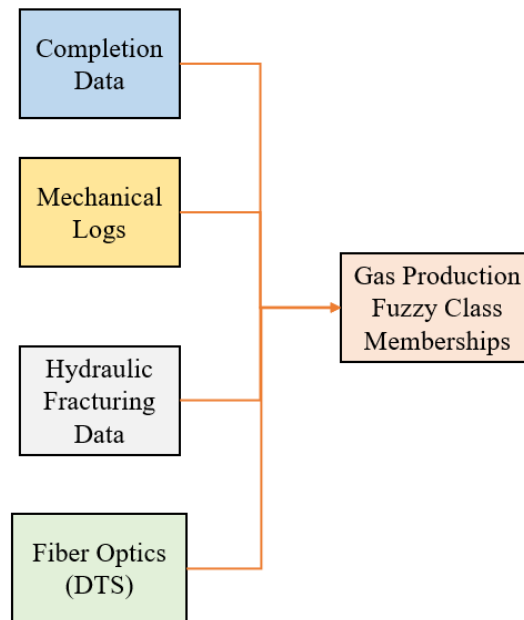 Completion
Data
Mechanical
Logs
Gas Production
Fuzzy Class
Memberships
Hydraulic
Fracturing
Data
Fiber Optics
(DTS)